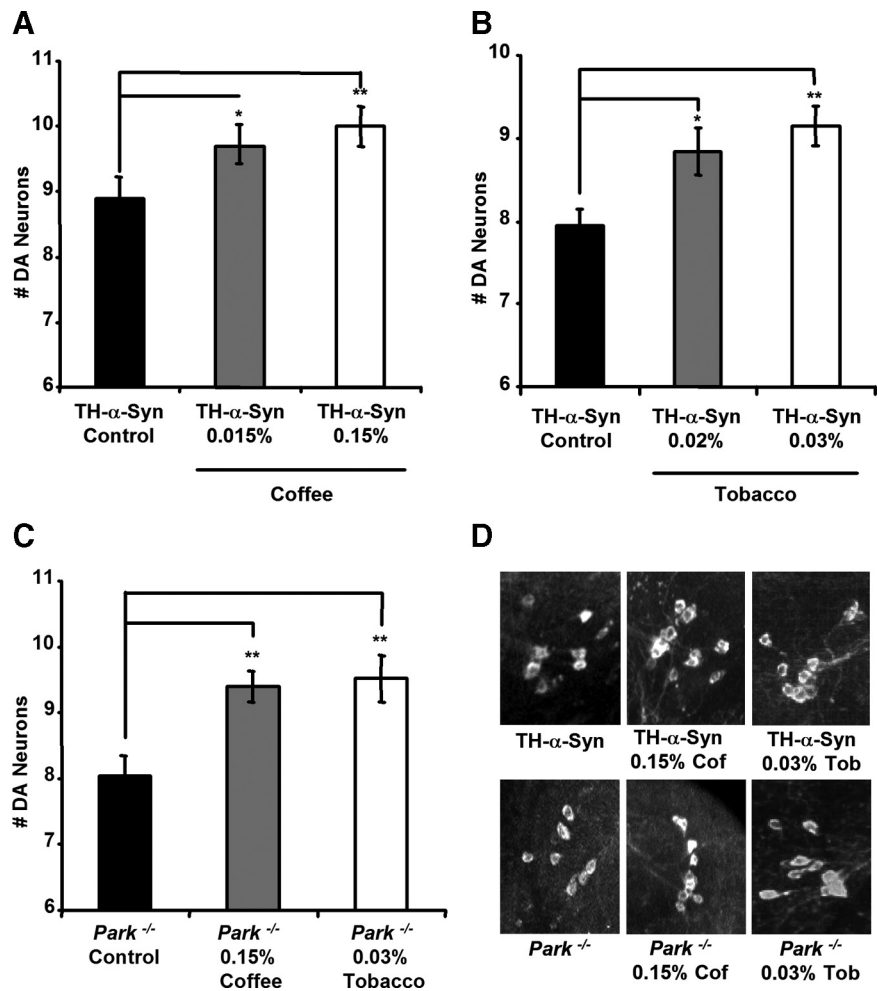 A
11
10
9
8
7
6
# DA Neurons
*
**
TH-α-Syn
Control
TH-α-Syn
0.015%
TH-α-Syn
0.15%
Coffee
B
10
9
8
7
6
# DA Neurons
*
**
TH-α-Syn
Control
TH-α-Syn
0.02%
TH-α-Syn
0.03%
Tobacco
C
11
10
9
8
7
6
# DA Neurons
**
**
Park -/-
Control
Park -/-
0.15%
Coffee
Park -/-
0.03%
Tobacco
D
TH-α-Syn
TH-α-Syn
0.15% Cof
TH-α-Syn
0.03% Tob
Park -/-
Park -/-
0.15% Cof
Park -/-
0.03% Tob